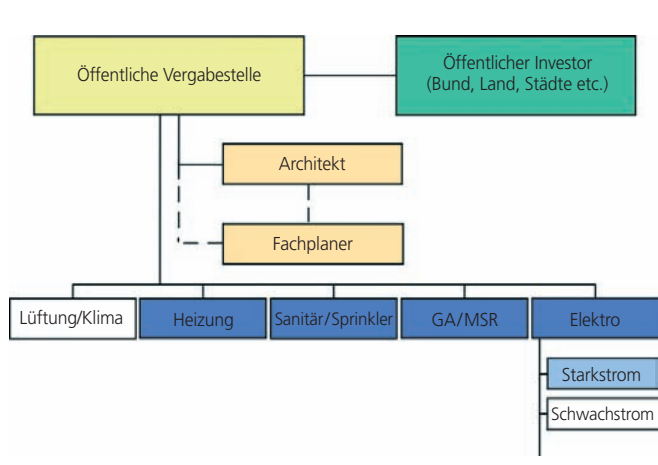 Öffentliche Vergabestelle
Öffentlicher Investor
(Bund, Land, Städte etc.)
Architekt
Fachplaner
Lüftung/Klima
Heizung
Sanitär/Sprinkler
GA/MSR
Elektro
Starkstrom
Schwachstrom